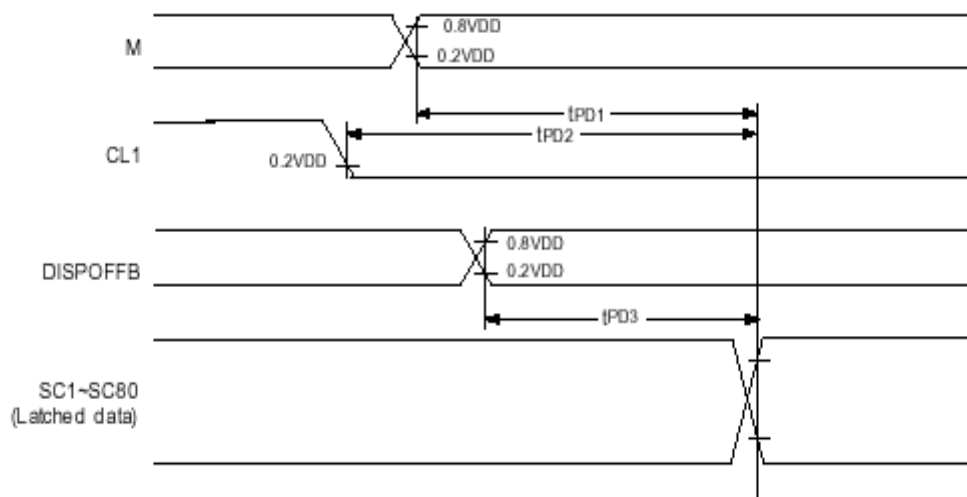 M
0.8VDD
0.2VDD
tPD1
tPD2
CL1
0.2VDD
DISPOFFB
0.8VDD
0.2VDD
tPD3
SC1~SC80
(Latched data)